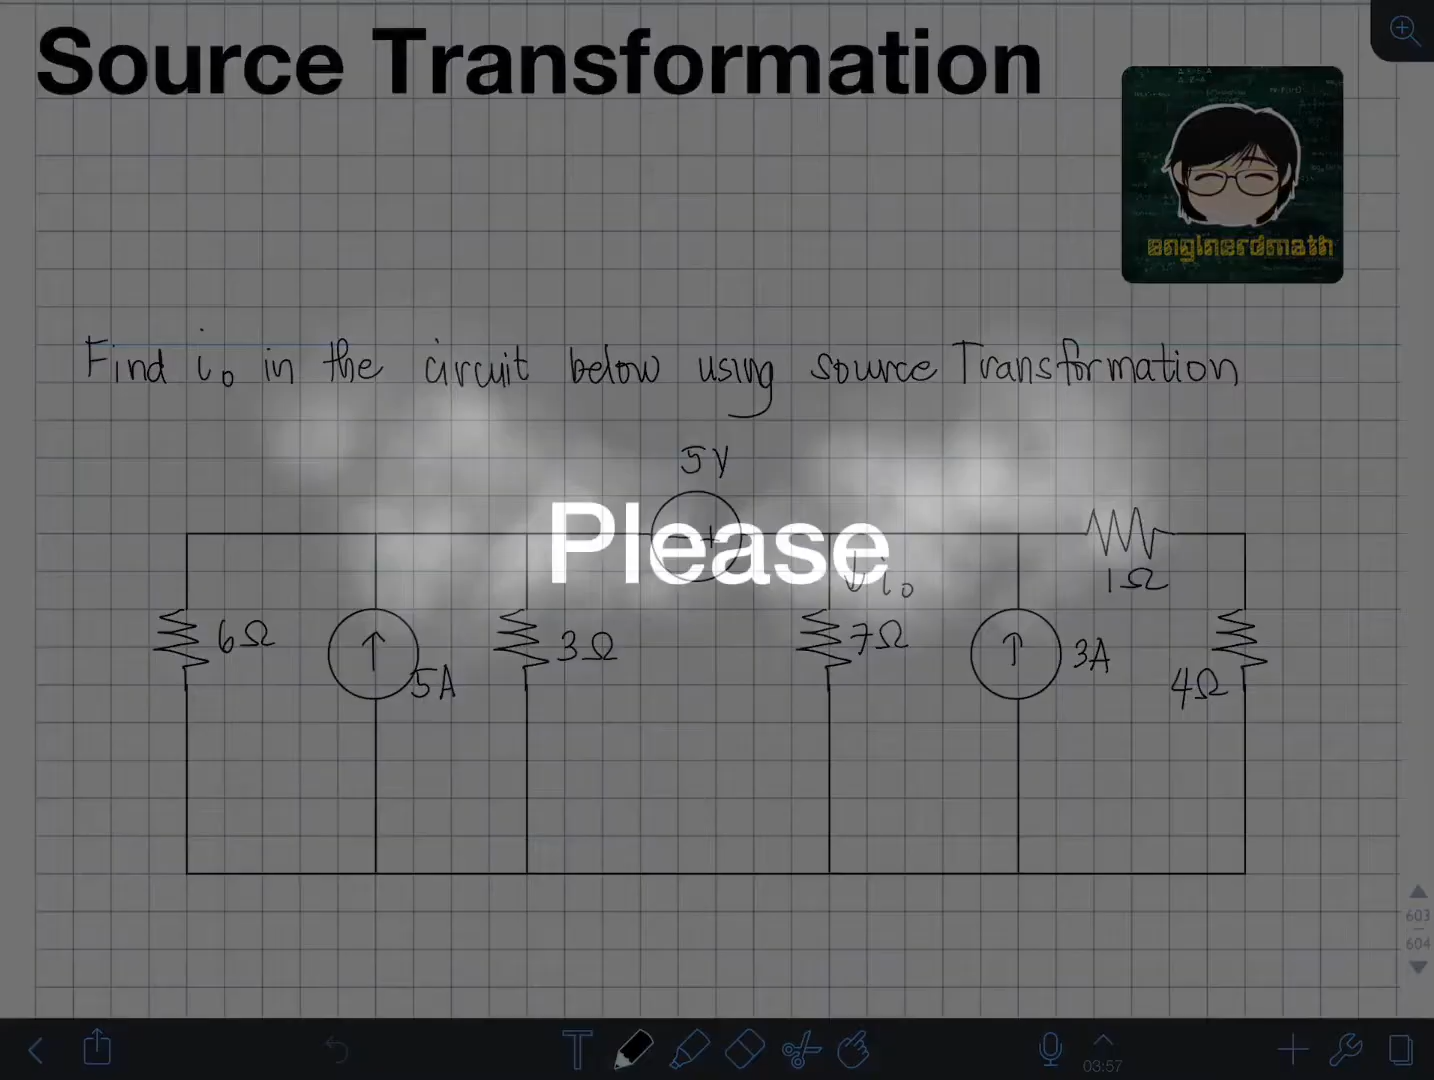 Source Transformation
enginerdmath
Find i₀ in the circuit below using source Transformation
5V
Please
+
i₀
1Ω
6Ω
5A
3Ω
7Ω
3A
4Ω
603
604
T
03:57